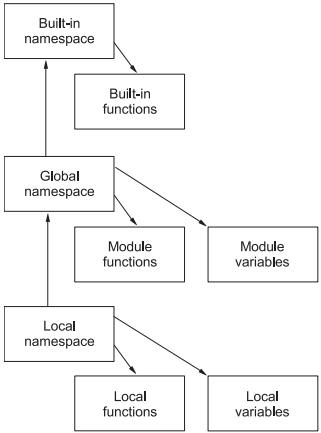 Built-in
namespace
Built-in
functions
Global
namespace
Module
functions
Module
variables
Local
namespace
Local
functions
Local
variables